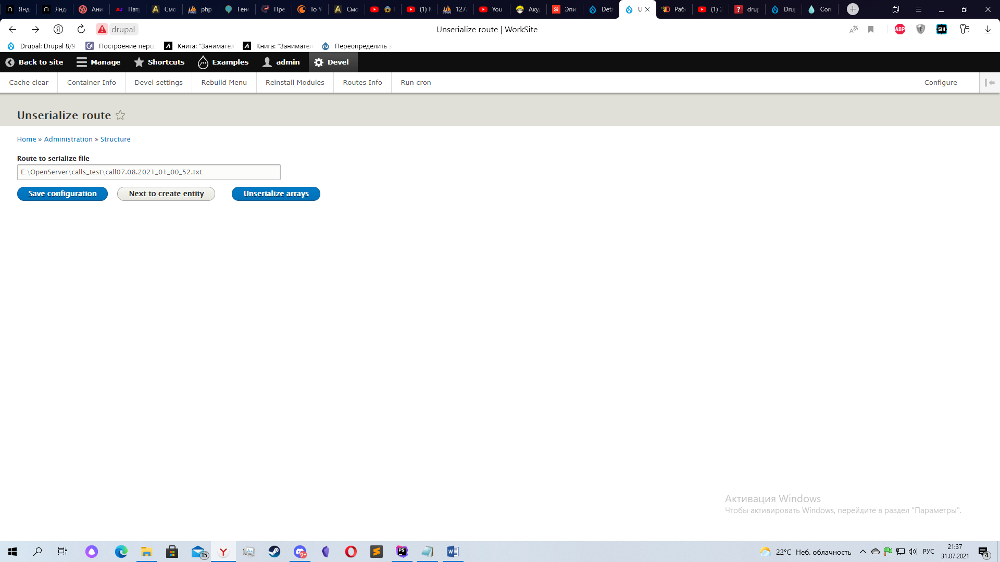 Янд
Янд
Ани
Пат
Смо
php
Ген
Пре
To Y
Смо
(1)
127.
You
Аку
Эпи
Deta
U
Рабо
(1) Э
drup
Dru
Con
drupal
Unserialize route | WorkSite
Drupal: Drupal 8/9
Построение перс
Книга: "Занимател
Книга: "Занимател
Переопределить
Back to site
Manage
Shortcuts
Examples
admin
Devel
Cache clear
Container Info
Devel settings
Rebuild Menu
Reinstall Modules
Routes Info
Run cron
Configure
Unserialize route
Home » Administration » Structure
Route to serialize file
E:\OpenServer\calls_test\call07.08.2021_01_00_52.txt
Save configuration
Next to create entity
Unserialize arrays
Активация Windows
Чтобы активировать Windows, перейдите в раздел "Параметры".
15
9+
22°C Неб. облачность
РУС
21:37
31.07.2021
4